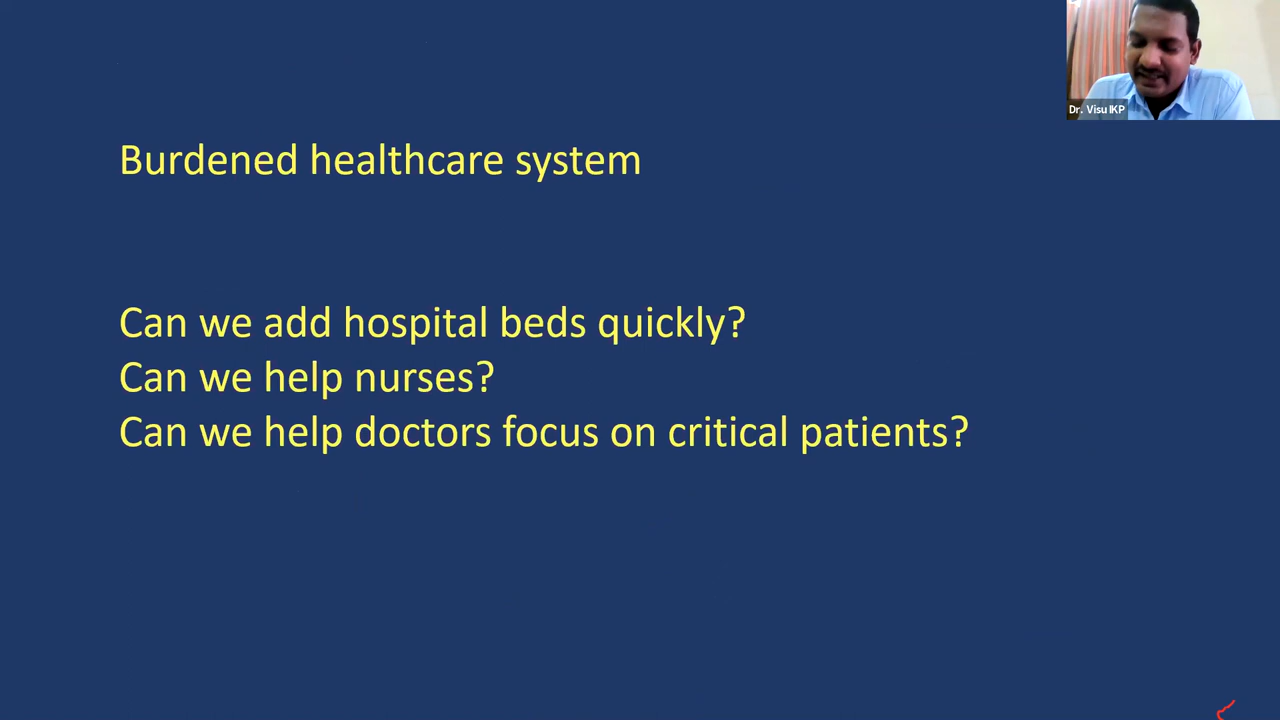 Dr. Visu IKP
Burdened healthcare system
Can we add hospital beds quickly?
Can we help nurses?
Can we help doctors focus on critical patients?